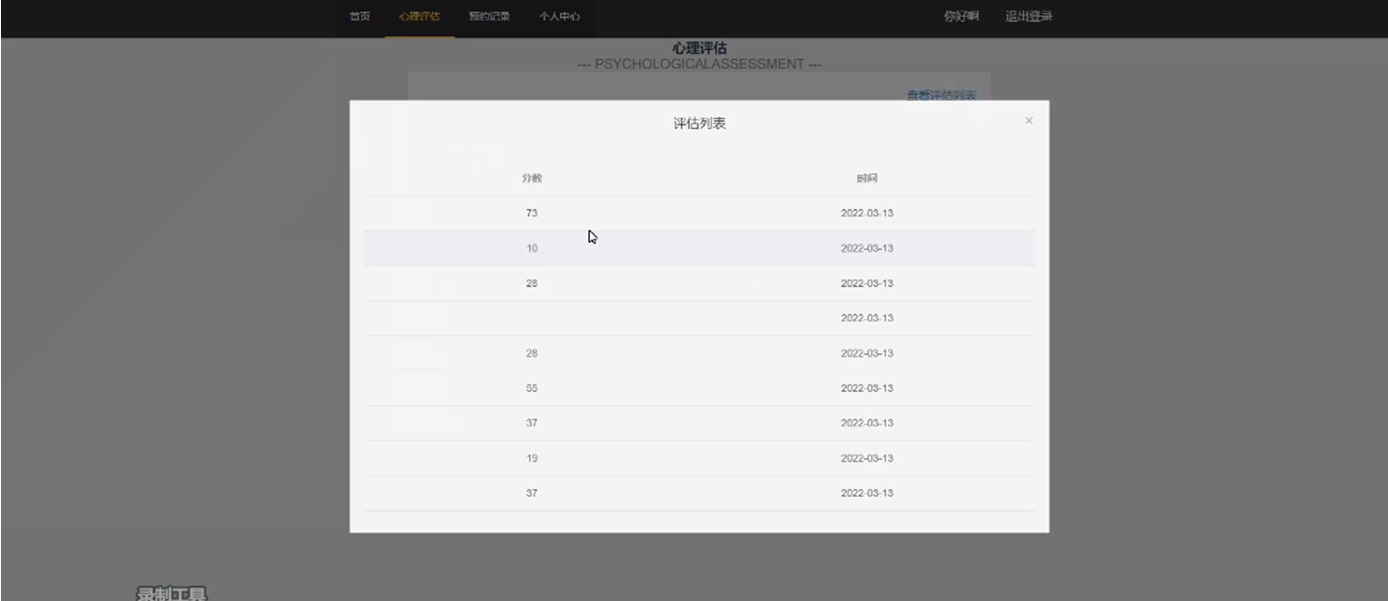 首页 心理评估 预约记录 个人中心 你好啊 退出登录
心理评估
--- PSYCHOLOGICALASSESSMENT ---
查看评估列表
评估列表 ×
分数 时间
73 2022-03-13
10 2022-03-13
28 2022-03-13
2022-03-13
28 2022-03-13
55 2022-03-13
37 2022-03-13
19 2022-03-13
37 2022-03-13
录制工具